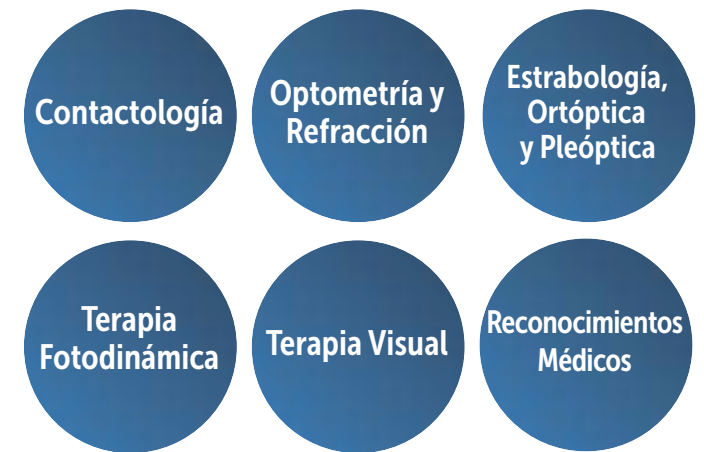 Contactología
Optometría y
Refracción
Estrabología,
Ortóptica
y Pleóptica
Terapia
Fotodinámica
Terapia Visual
Reconocimientos
Médicos